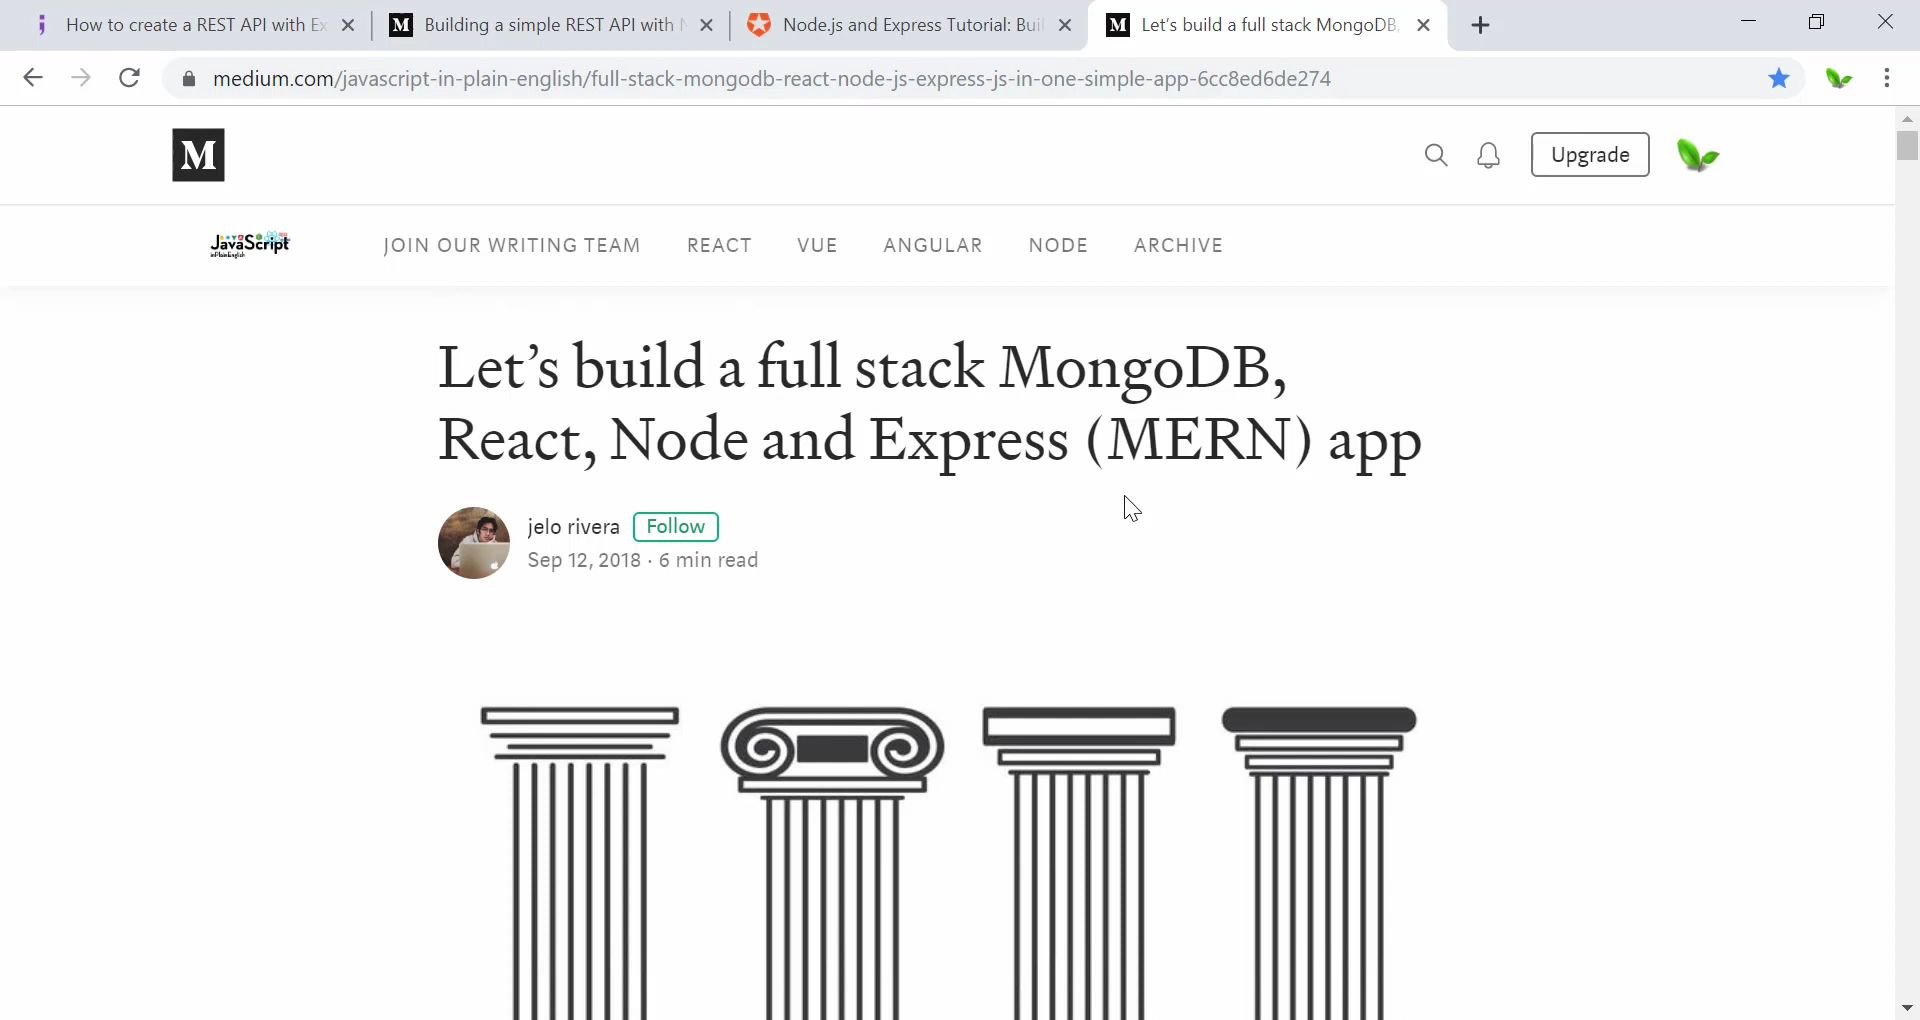 How to create a REST API with Ex
Building a simple REST API with
Node.js and Express Tutorial: Buil
Let's build a full stack MongoDB,
medium.com/javascript-in-plain-english/full-stack-mongodb-react-node-js-express-js-in-one-simple-app-6cc8ed6de274
M
Upgrade
JavaScript
inPlainEnglish
JOIN OUR WRITING TEAM
REACT
VUE
ANGULAR
NODE
ARCHIVE
Let’s build a full stack MongoDB,
React, Node and Express (MERN) app
jelo rivera
Follow
Sep 12, 2018 · 6 min read